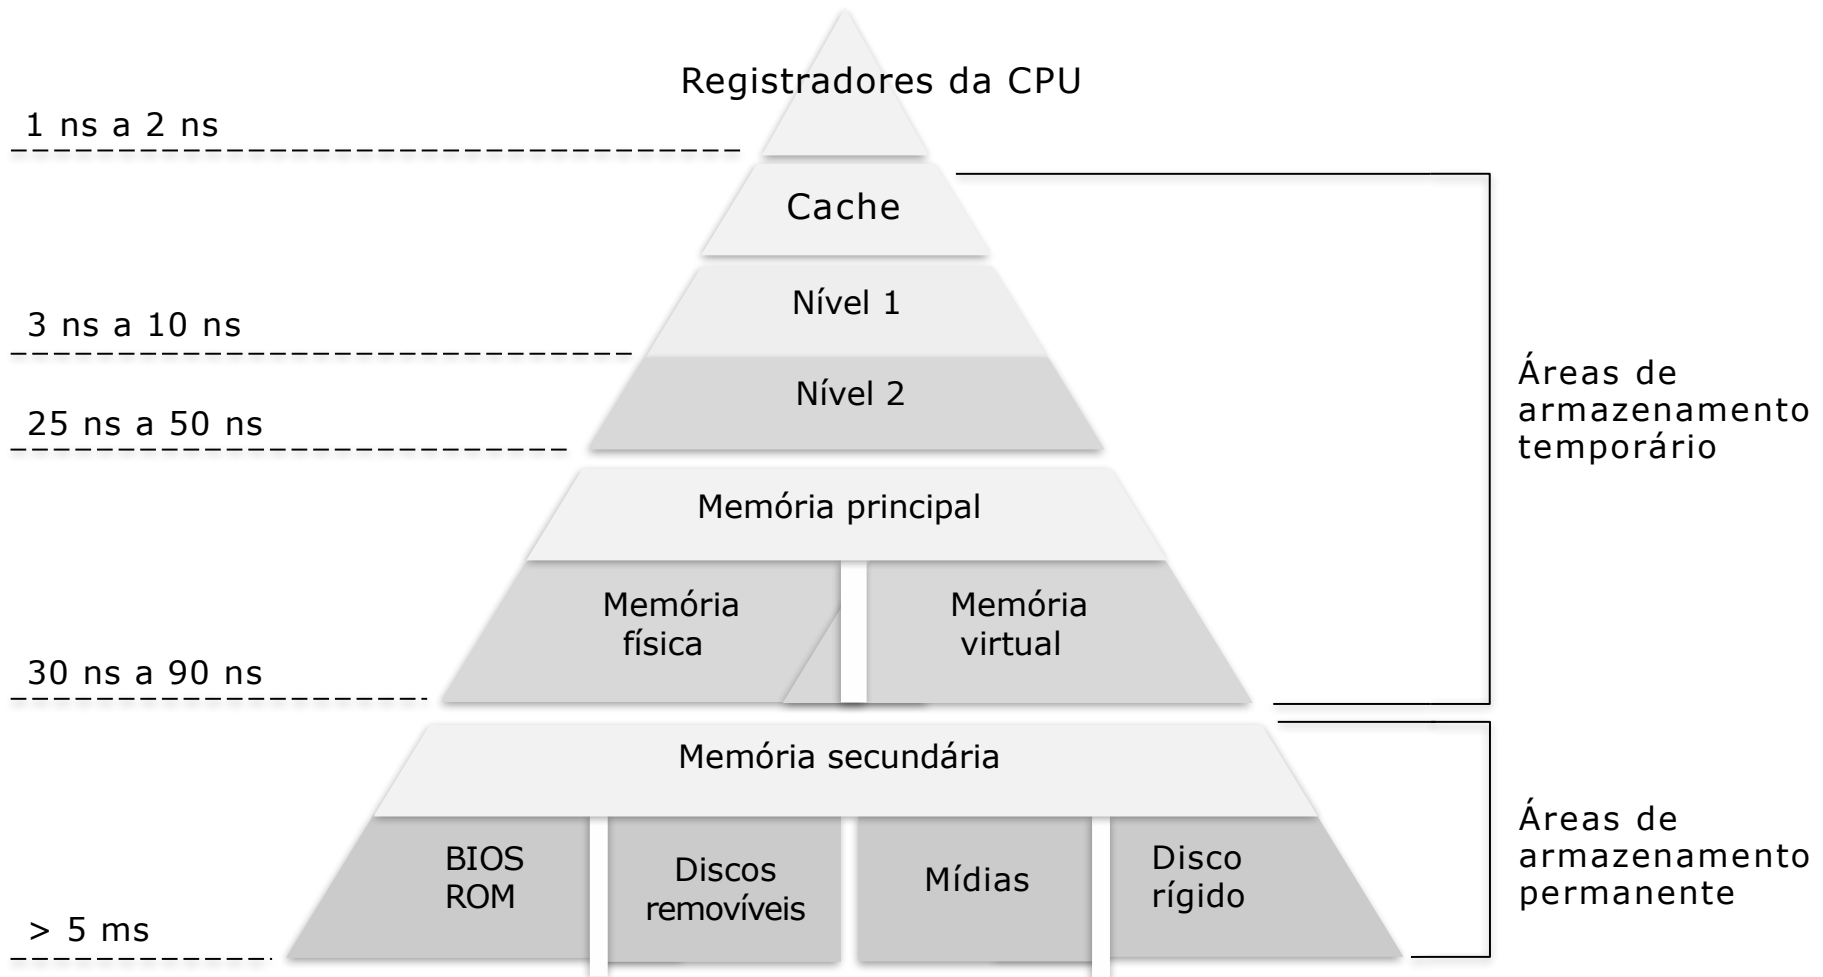 Registradores da CPU
1 ns a 2 ns
Cache
Nível 1
3 ns a 10 ns
Nível 2
25 ns a 50 ns
Áreas de
armazenamento
temporário
Memória principal
Memória
física
Memória
virtual
30 ns a 90 ns
Memória secundária
BIOS
ROM
Discos
removíveis
Mídias
Disco
rígido
> 5 ms
Áreas de
armazenamento
permanente